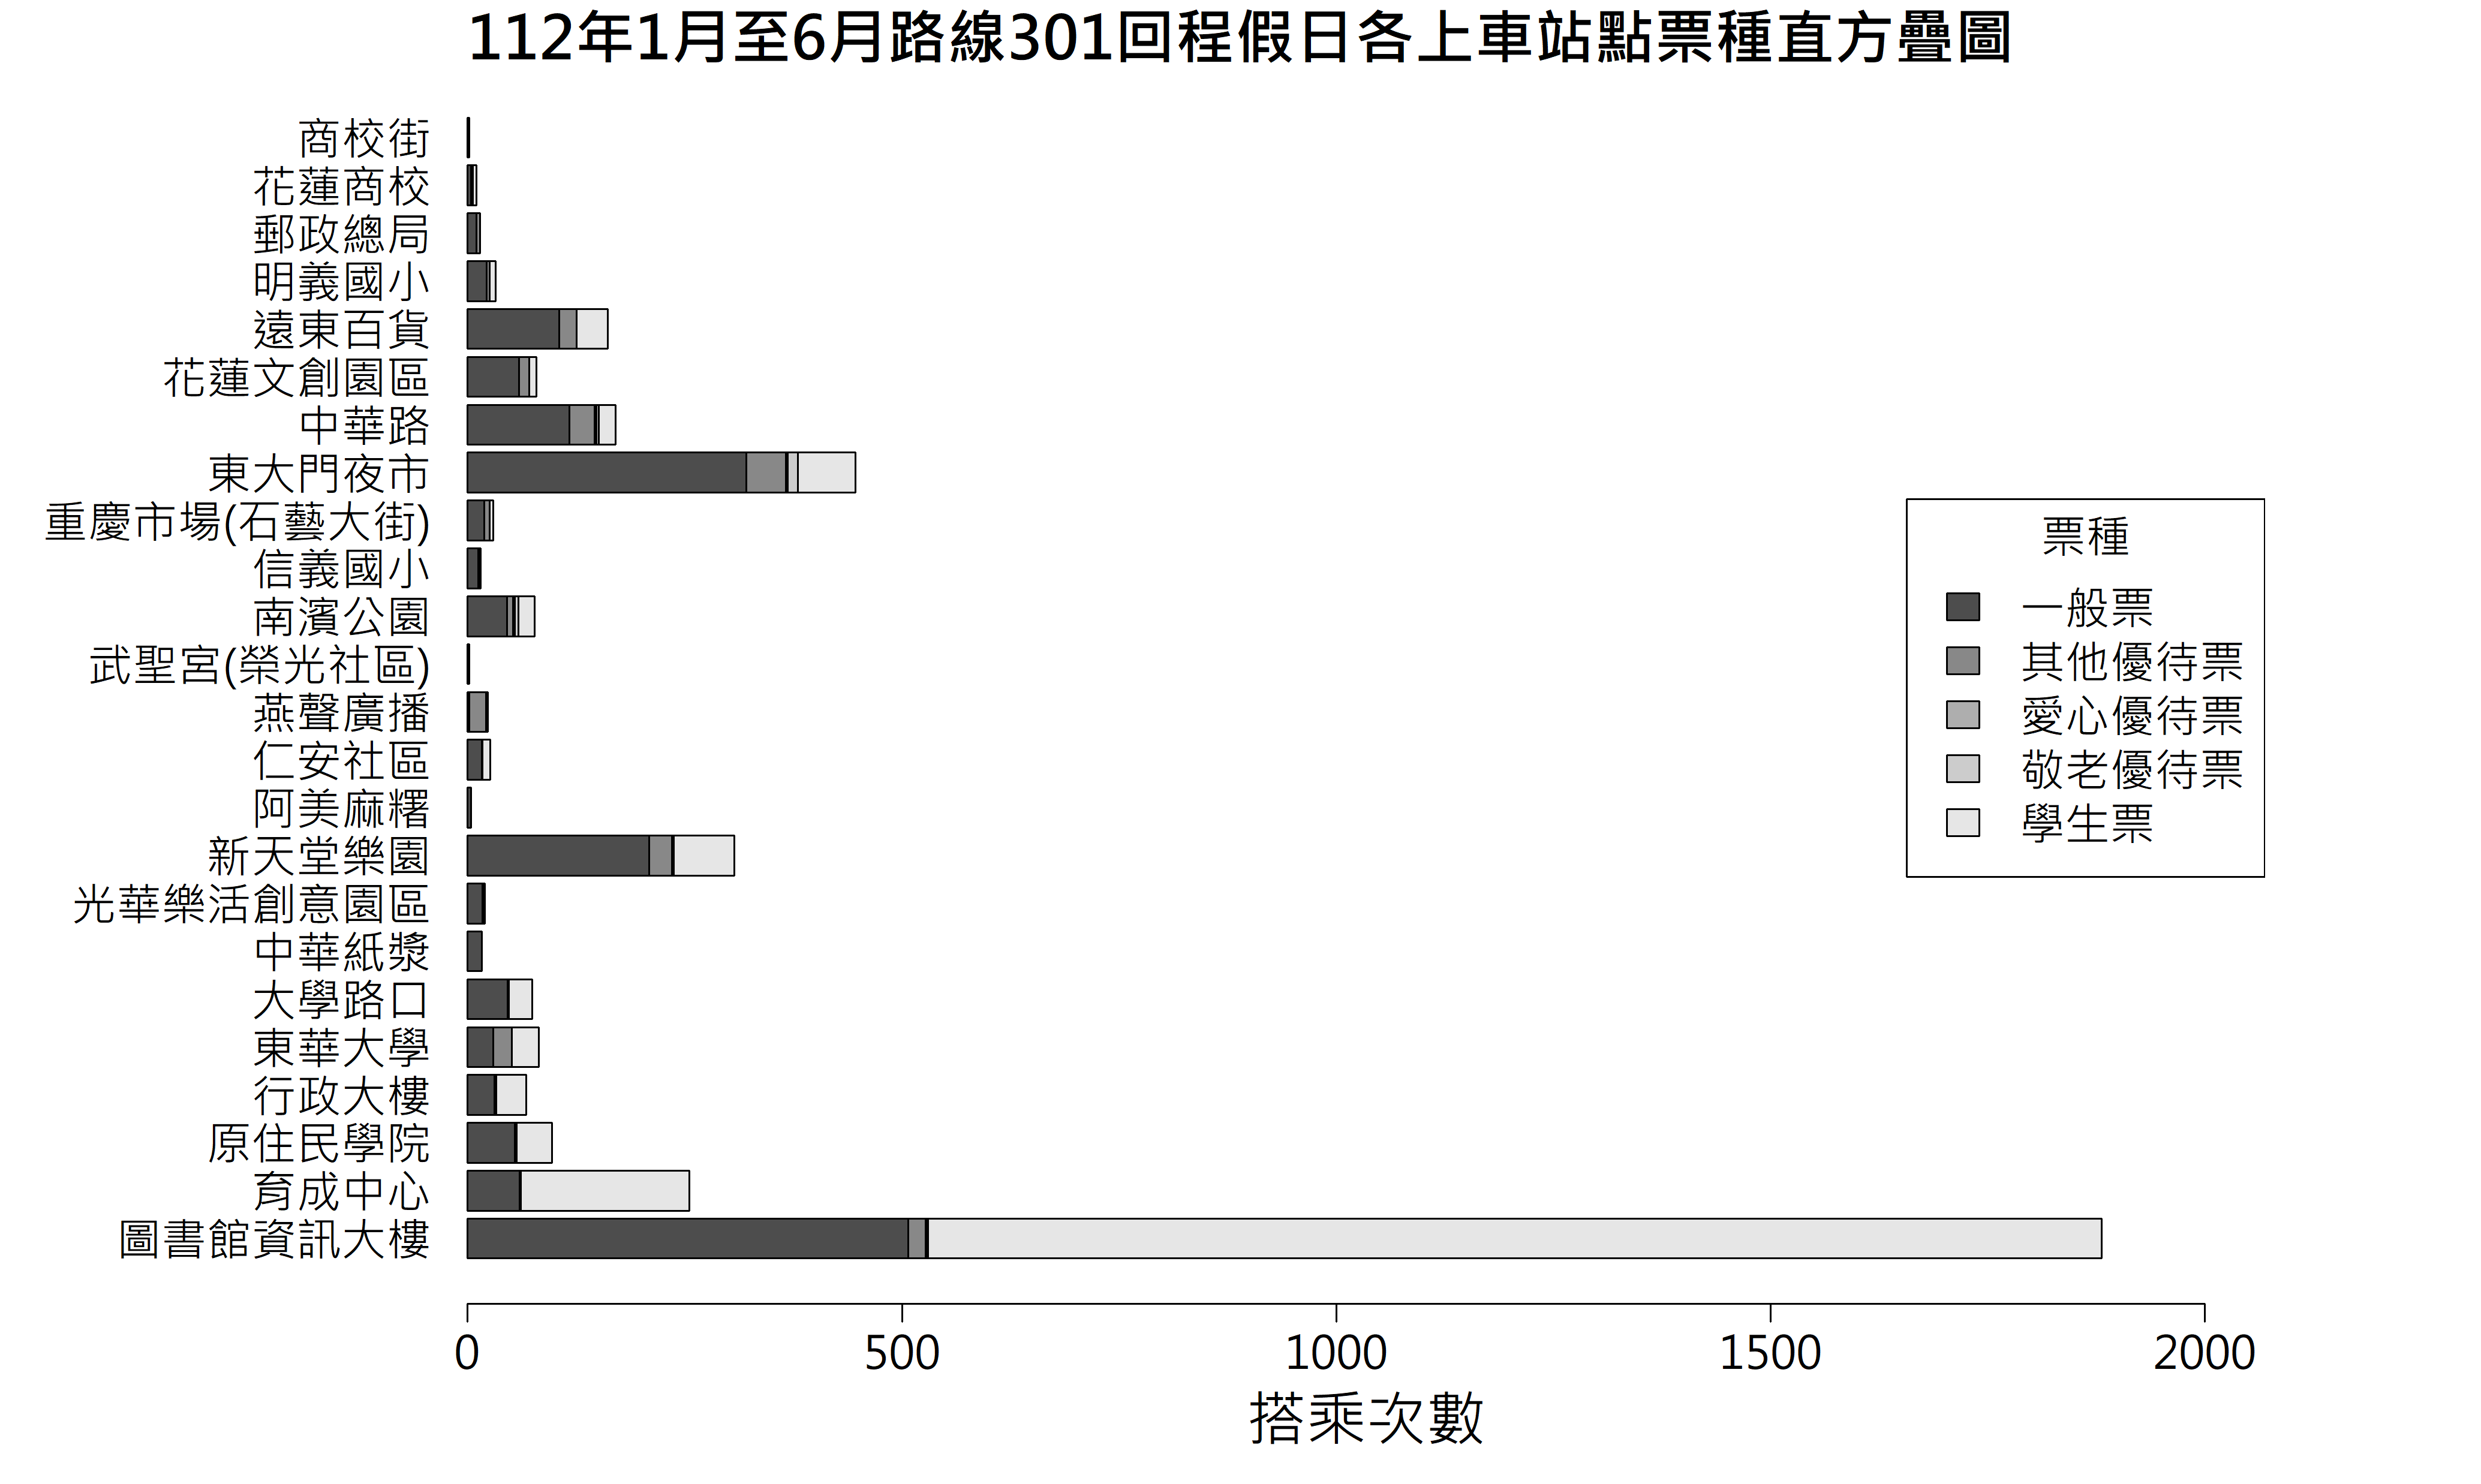 112年1月至6月路線301回程假日各上車站點票種直方疊圖
商校街
花蓮商校
郵政總局
明義國小
遠東百貨
花蓮文創園區
中華路
東大門夜市
重慶市場(石藝大街)
信義國小
南濱公園
武聖宮(榮光社區)
燕聲廣播
仁安社區
阿美麻糬
新天堂樂園
光華樂活創意園區
中華紙漿
大學路口
東華大學
行政大樓
原住民學院
育成中心
圖書館資訊大樓
票種
一般票
其他優待票
愛心優待票
敬老優待票
學生票
0 500 1000 1500 2000
搭乘次數